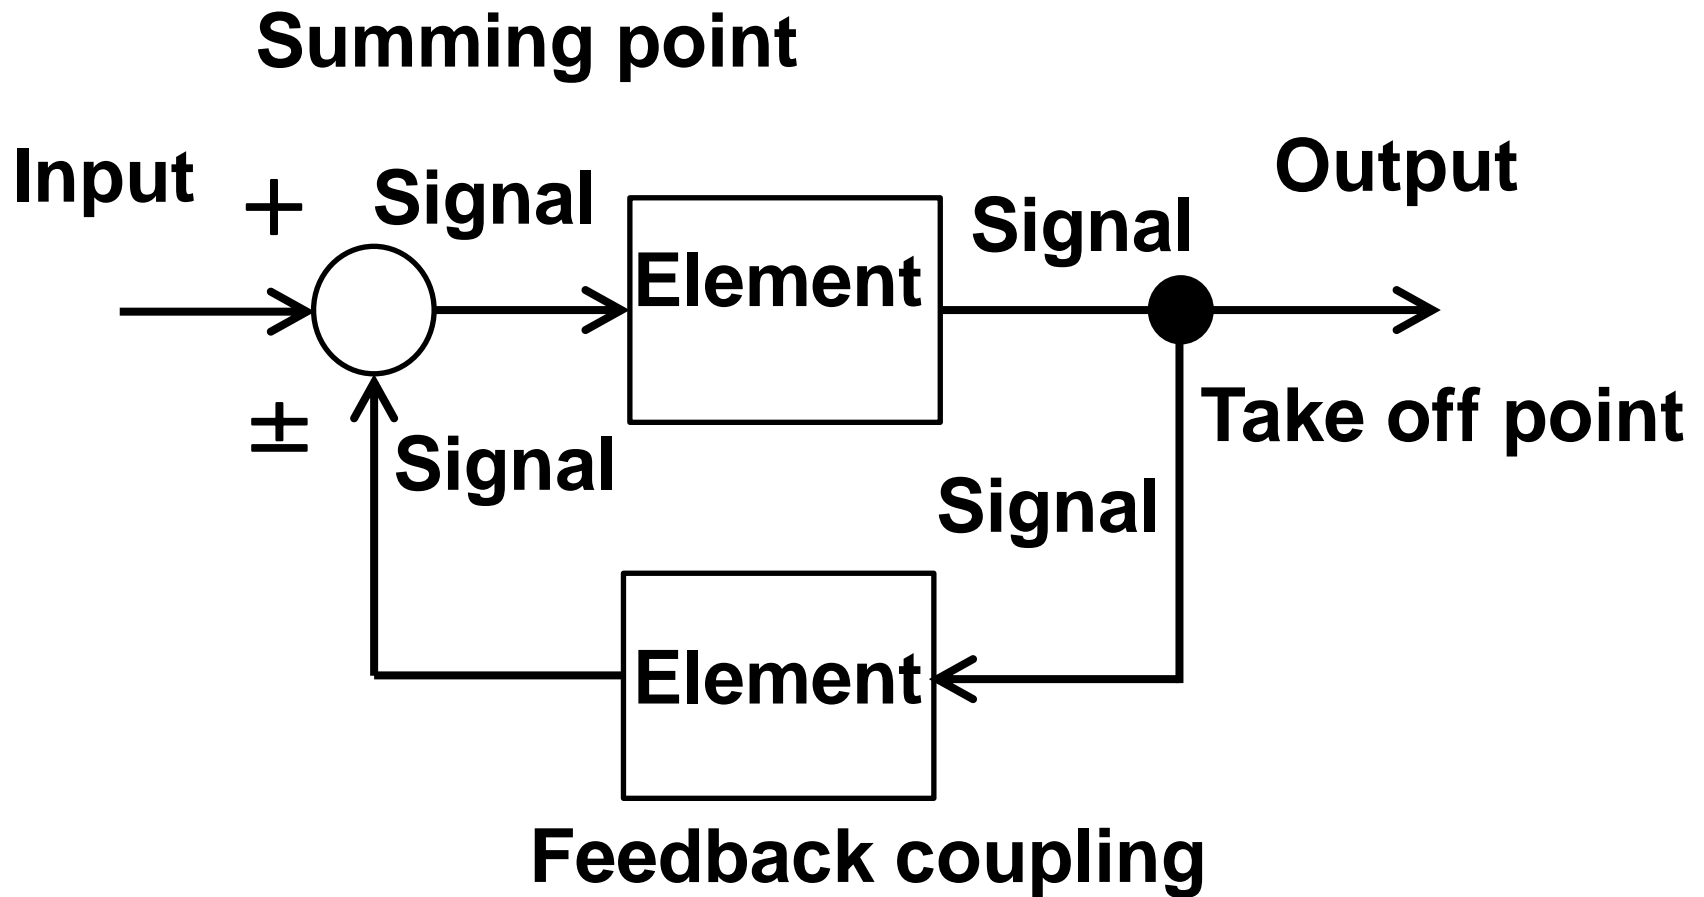 Summing point
Input
+
Signal
Element
Signal
Output
±
Signal
Take off point
Signal
Element
Feedback coupling